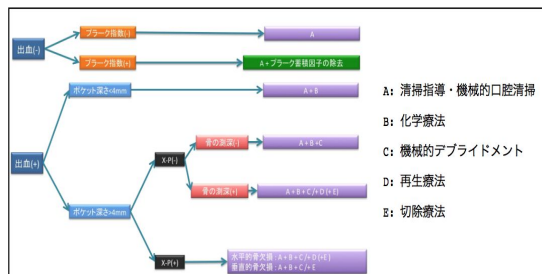 出血(-)
プラーク指数(-)
A
プラーク指数(+)
A + プラーク蓄積因子の除去
出血(+)
ポケット深さ<4mm
A + B
ポケット深さ>4mm
X-P(-)
骨の測深(-)
A + B +C
骨の測深(+)
A + B + C /+ D (+ E)
X-P(+)
水平的骨欠損 : A + B + C /+ D (+E )
垂直的骨欠損 : A + B + C /+ E
A: 清掃指導・機械的口腔清掃
B: 化学療法
C: 機械的デブライドメント
D: 再生療法
E: 切除療法